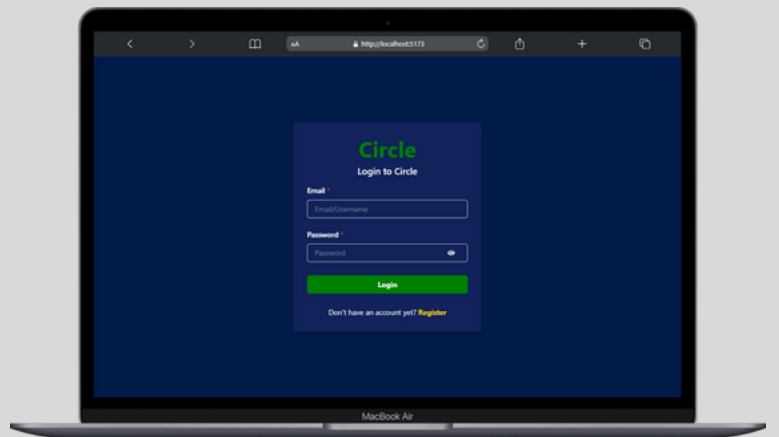 AA http://localhost:5173
Circle
Login to Circle
Email *
Email/Username
Password *
Password
Login
Don't have an account yet? Register
MacBook Air